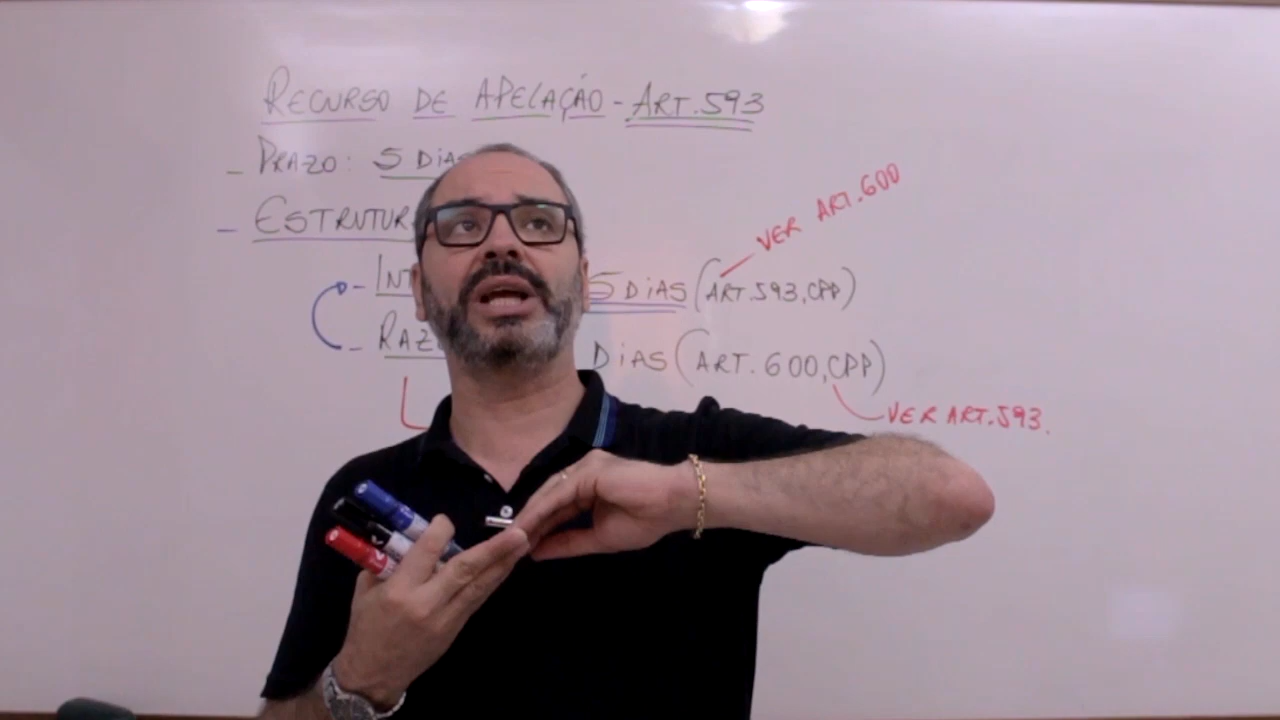 RECURSO DE APELAÇÃO - ART.593
- PRAZO: 5 DIAS
- ESTRUTUR
VER ART.600
- INT 5 DIAS (ART.593,CPP)
- RAZ DIAS (ART.600,CPP)
VER ART.593.